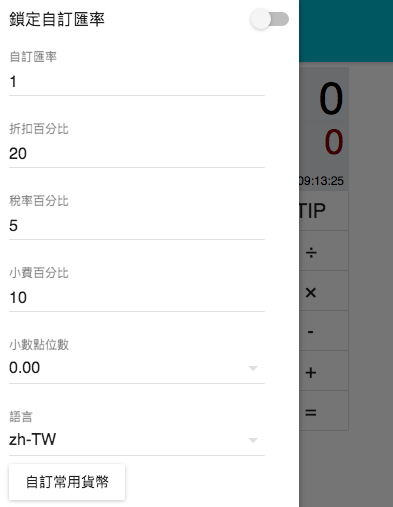 鎖定自訂匯率
自訂匯率
1
折扣百分比
20
稅率百分比
5
小費百分比
10
小數點位數
0.00
語言
zh-TW
自訂常用貨幣
0
0
09:13:25
TIP
÷
×
-
+
=